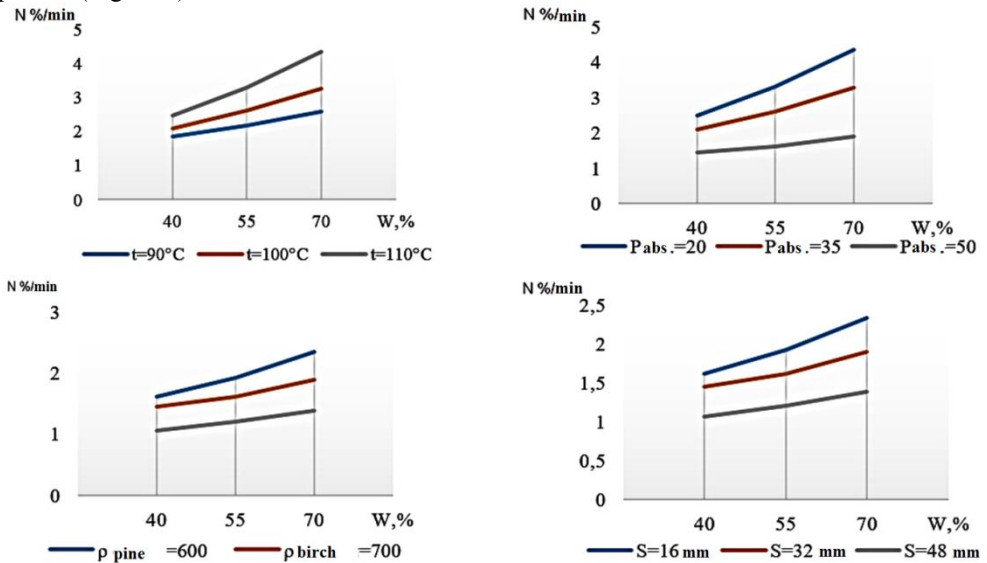 N %/min
5
4
3
2
1
0
40 55 70 W,%
t=90°C t=100°C t=110°C
N %/min
5
4
3
2
1
0
40 55 70 W,%
Pabs.=20 Pabs.=35 Pabs.=50
N %/min
3
2
1
0
40 55 70 W,%
ρ pine =600 ρ birch =700
N %/min
2,5
2
1,5
1
0,5
0
40 55 70 W,%
S=16 mm S=32 mm S=48 mm